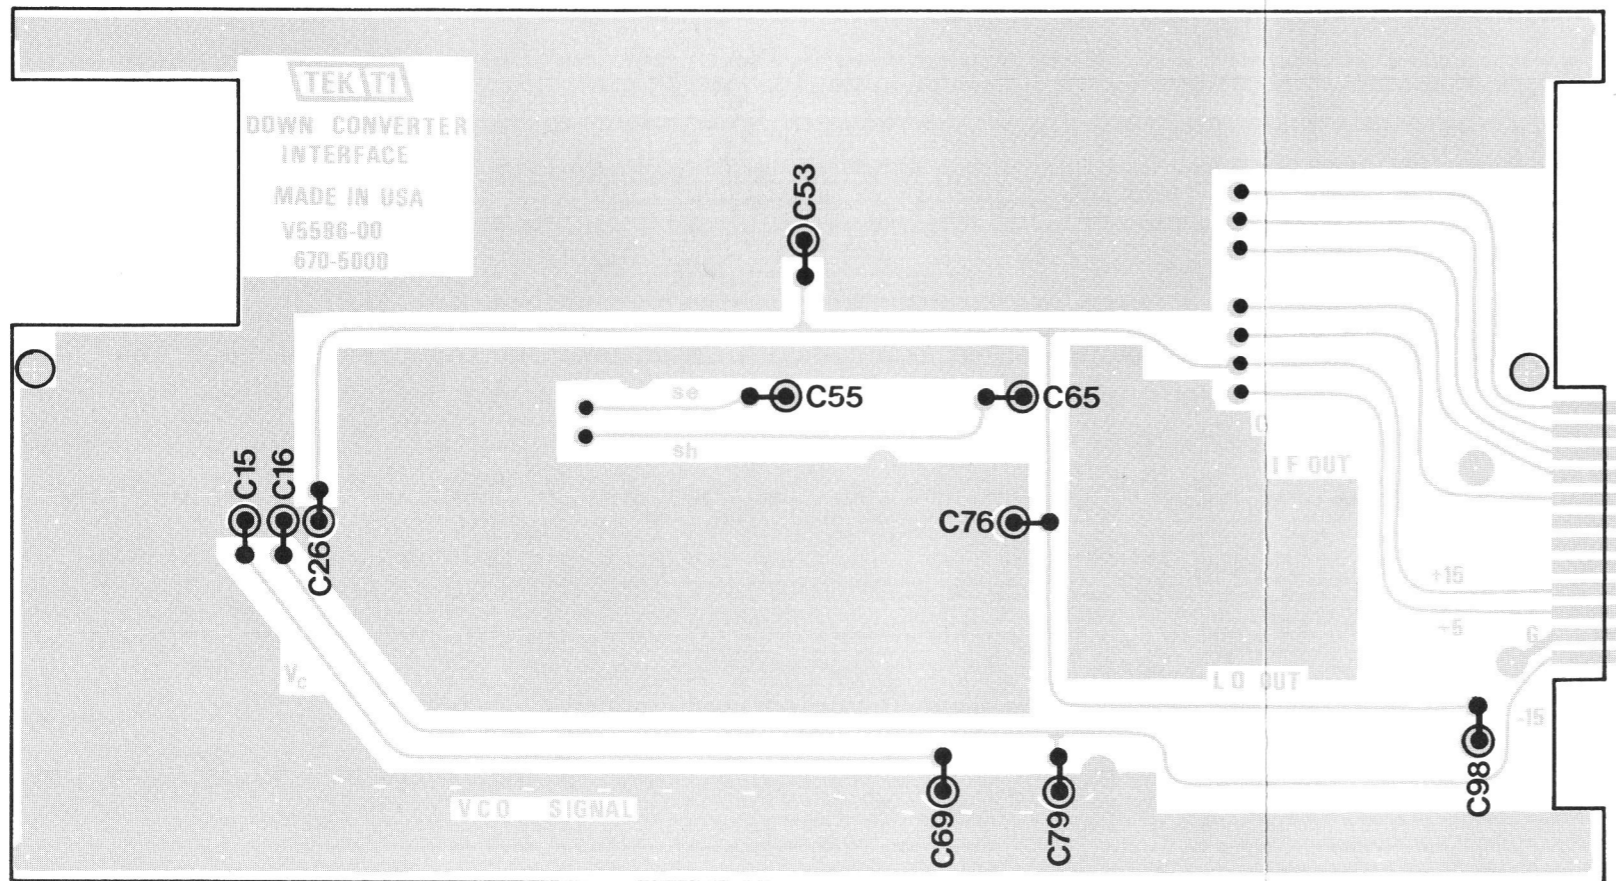 TEK T1
DOWN CONVERTER
INTERFACE
MADE IN USA
V5586-00
670-5000
C53
se
C55
C65
sh
G
IF OUT
C15
C16
C26
C76
+15
+5
G
Vc
LO OUT
-15
C98
VCO SIGNAL
C69
C79